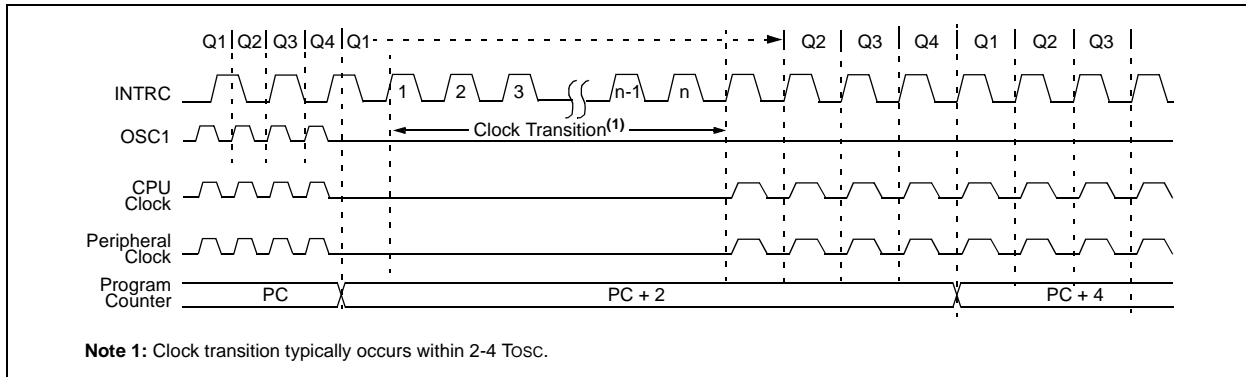 Q1 Q2 Q3 Q4 Q1 Q2 Q3 Q4 Q1 Q2 Q3
INTRC 1 2 3 n-1 n
OSC1 Clock Transition(1)
CPU
Clock
Peripheral
Clock
Program
Counter
PC PC + 2 PC + 4
Note 1: Clock transition typically occurs within 2-4 TOSC.